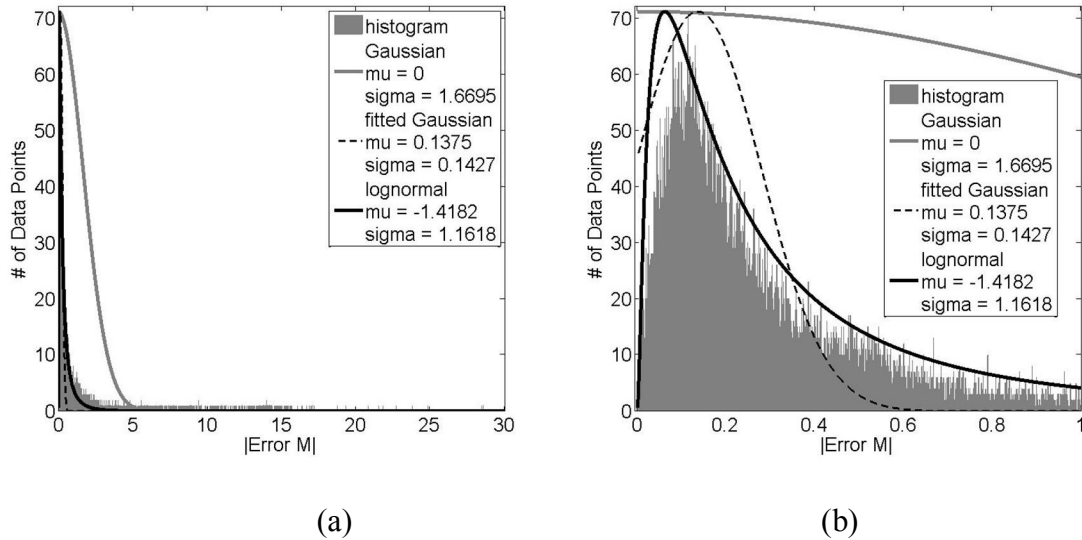 70
60
50
40
30
20
10
0
# of Data Points
histogram
Gaussian
mu = 0
sigma = 1.6695
fitted Gaussian
mu = 0.1375
sigma = 0.1427
lognormal
mu = -1.4182
sigma = 1.1618
0 5 10 15 20 25 30
|Error M|
(a)
70
60
50
40
30
20
10
0
# of Data Points
histogram
Gaussian
mu = 0
sigma = 1.6695
fitted Gaussian
mu = 0.1375
sigma = 0.1427
lognormal
mu = -1.4182
sigma = 1.1618
0 0.2 0.4 0.6 0.8 1
|Error M|
(b)